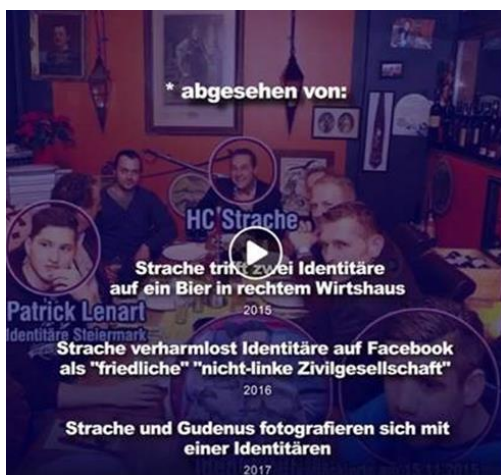 * abgesehen von:
HC Strache
Strache trifft zwei Identitäre
auf ein Bier in rechtem Wirtshaus
2015
Patrick Lenart
Identitäre Steiermark
Strache verharmlost Identitäre auf Facebook
als "friedliche" "nicht-linke Zivilgesellschaft"
2016
Strache und Gudenus fotografieren sich mit
einer Identitären
2017